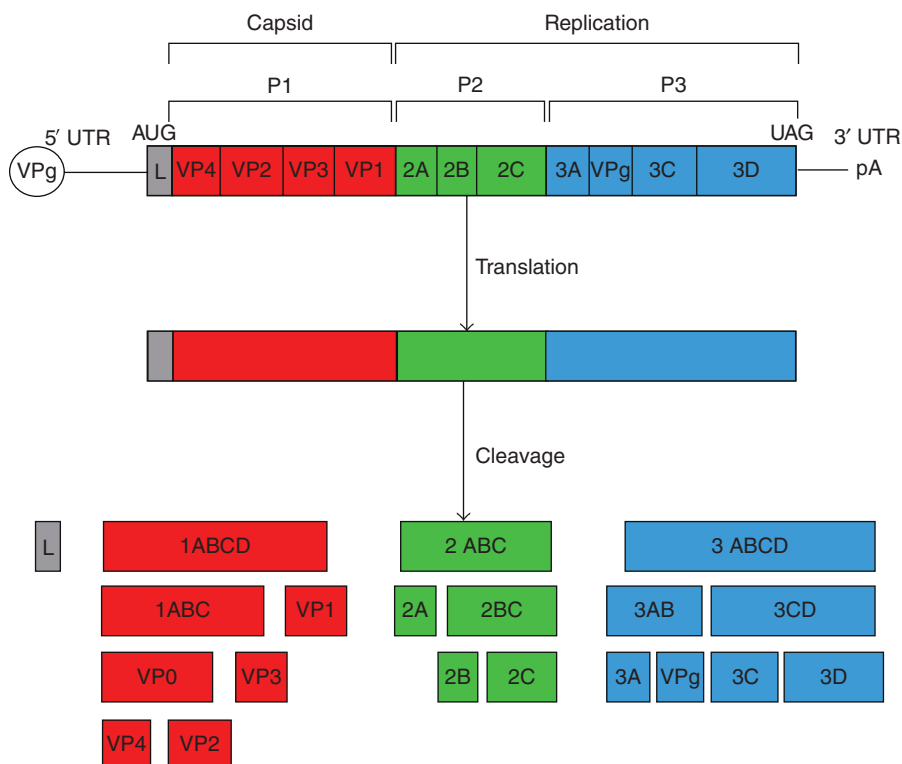 Capsid Replication
P1 P2 P3
5′ UTR AUG UAG 3′ UTR
VPg L VP4 VP2 VP3 VP1 2A 2B 2C 3A VPg 3C 3D pA
Translation
Cleavage
L 1ABCD 2 ABC 3 ABCD
1ABC VP1 2A 2BC 3AB 3CD
VP0 VP3 2B 2C 3A VPg 3C 3D
VP4 VP2